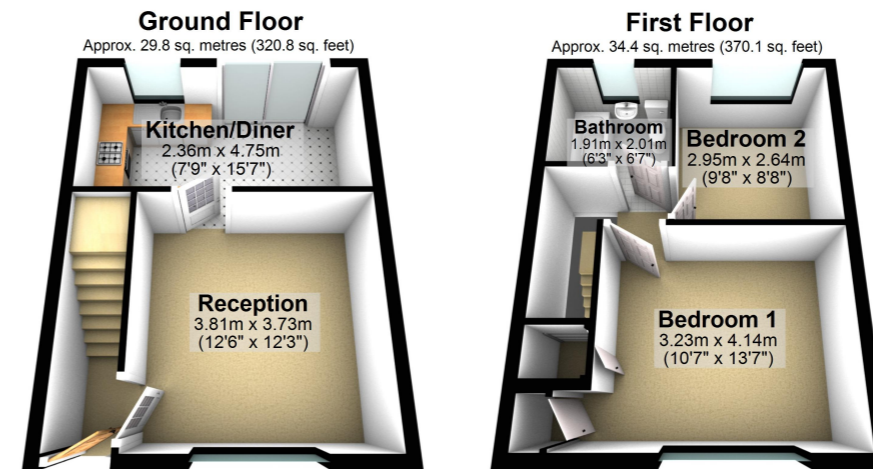 Ground Floor
Approx. 29.8 sq. metres (320.8 sq. feet)
Kitchen/Diner
2.36m x 4.75m
(7'9" x 15'7")
Reception
3.81m x 3.73m
(12'6" x 12'3")
First Floor
Approx. 34.4 sq. metres (370.1 sq. feet)
Bathroom
1.91m x 2.01m
(6'3" x 6'7")
Bedroom 2
2.95m x 2.64m
(9'8" x 8'8")
Bedroom 1
3.23m x 4.14m
(10'7" x 13'7")